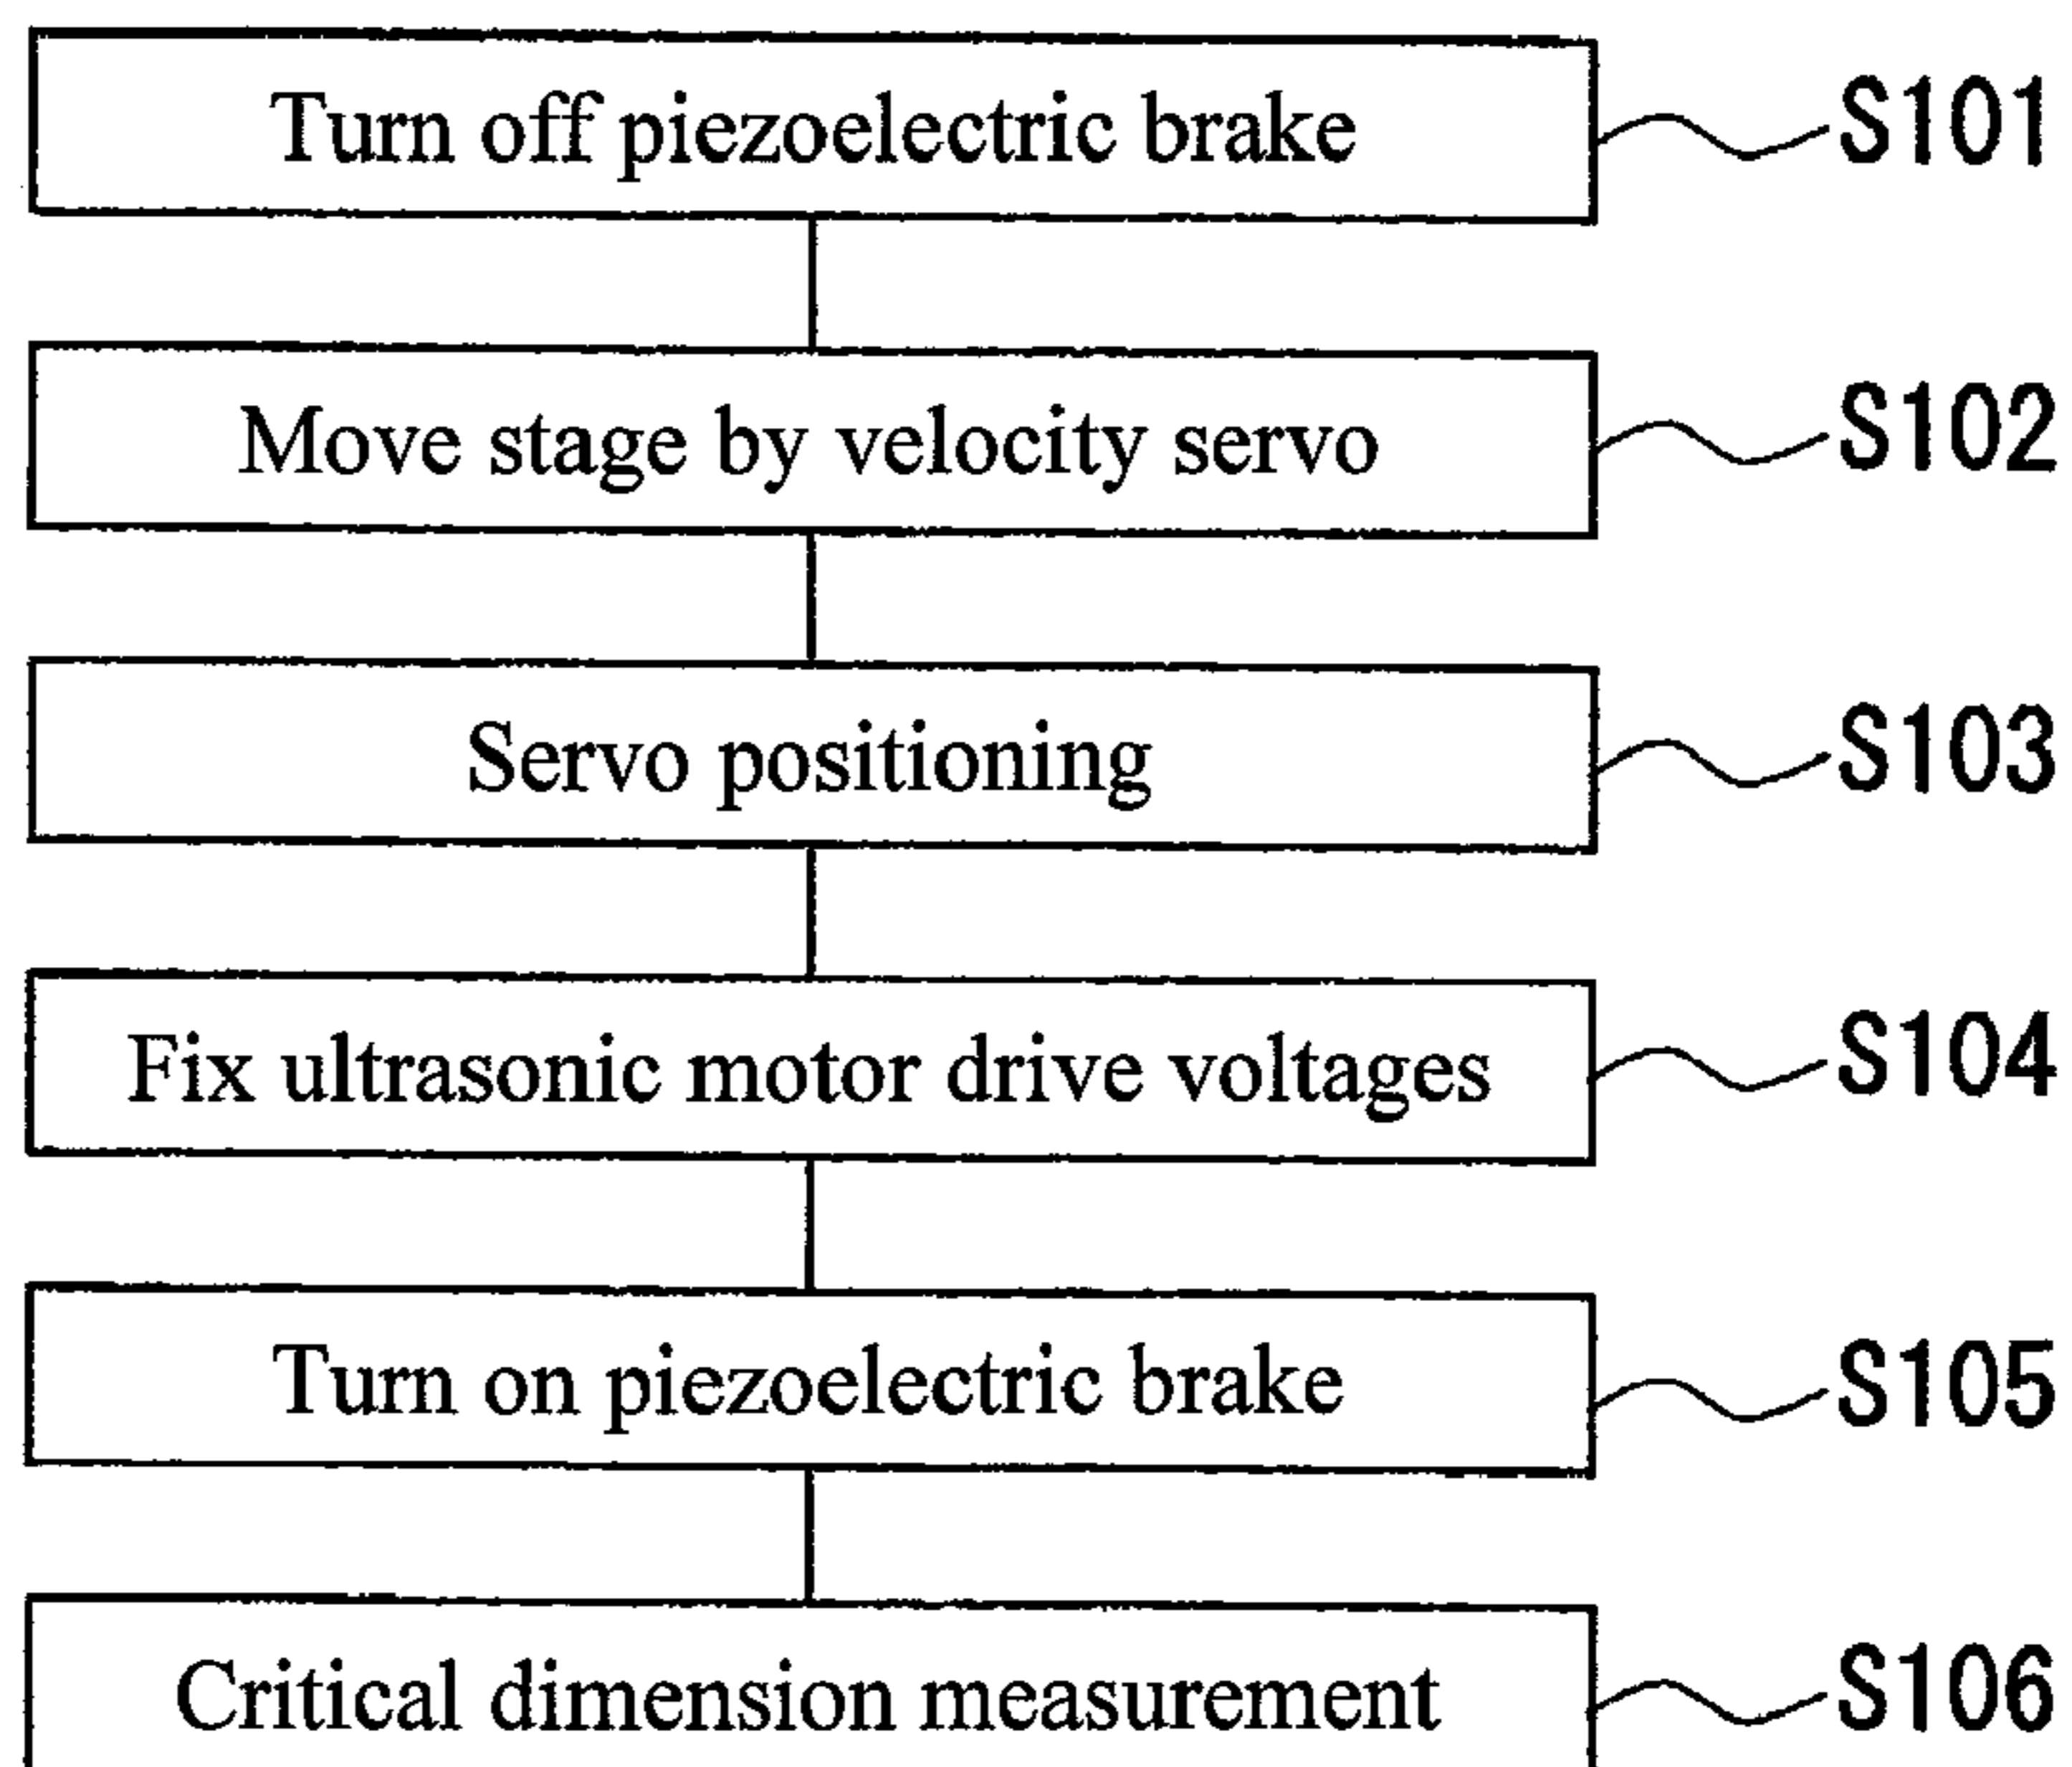 Turn off piezoelectric brake S101
Move stage by velocity servo S102
Servo positioning S103
Fix ultrasonic motor drive voltages S104
Turn on piezoelectric brake S105
Critical dimension measurement S106